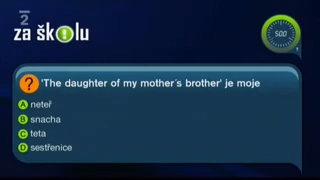 2
za školu
500
'The daughter of my mother´s brother' je moje
A neteř
B snacha
C teta
D sestřenice